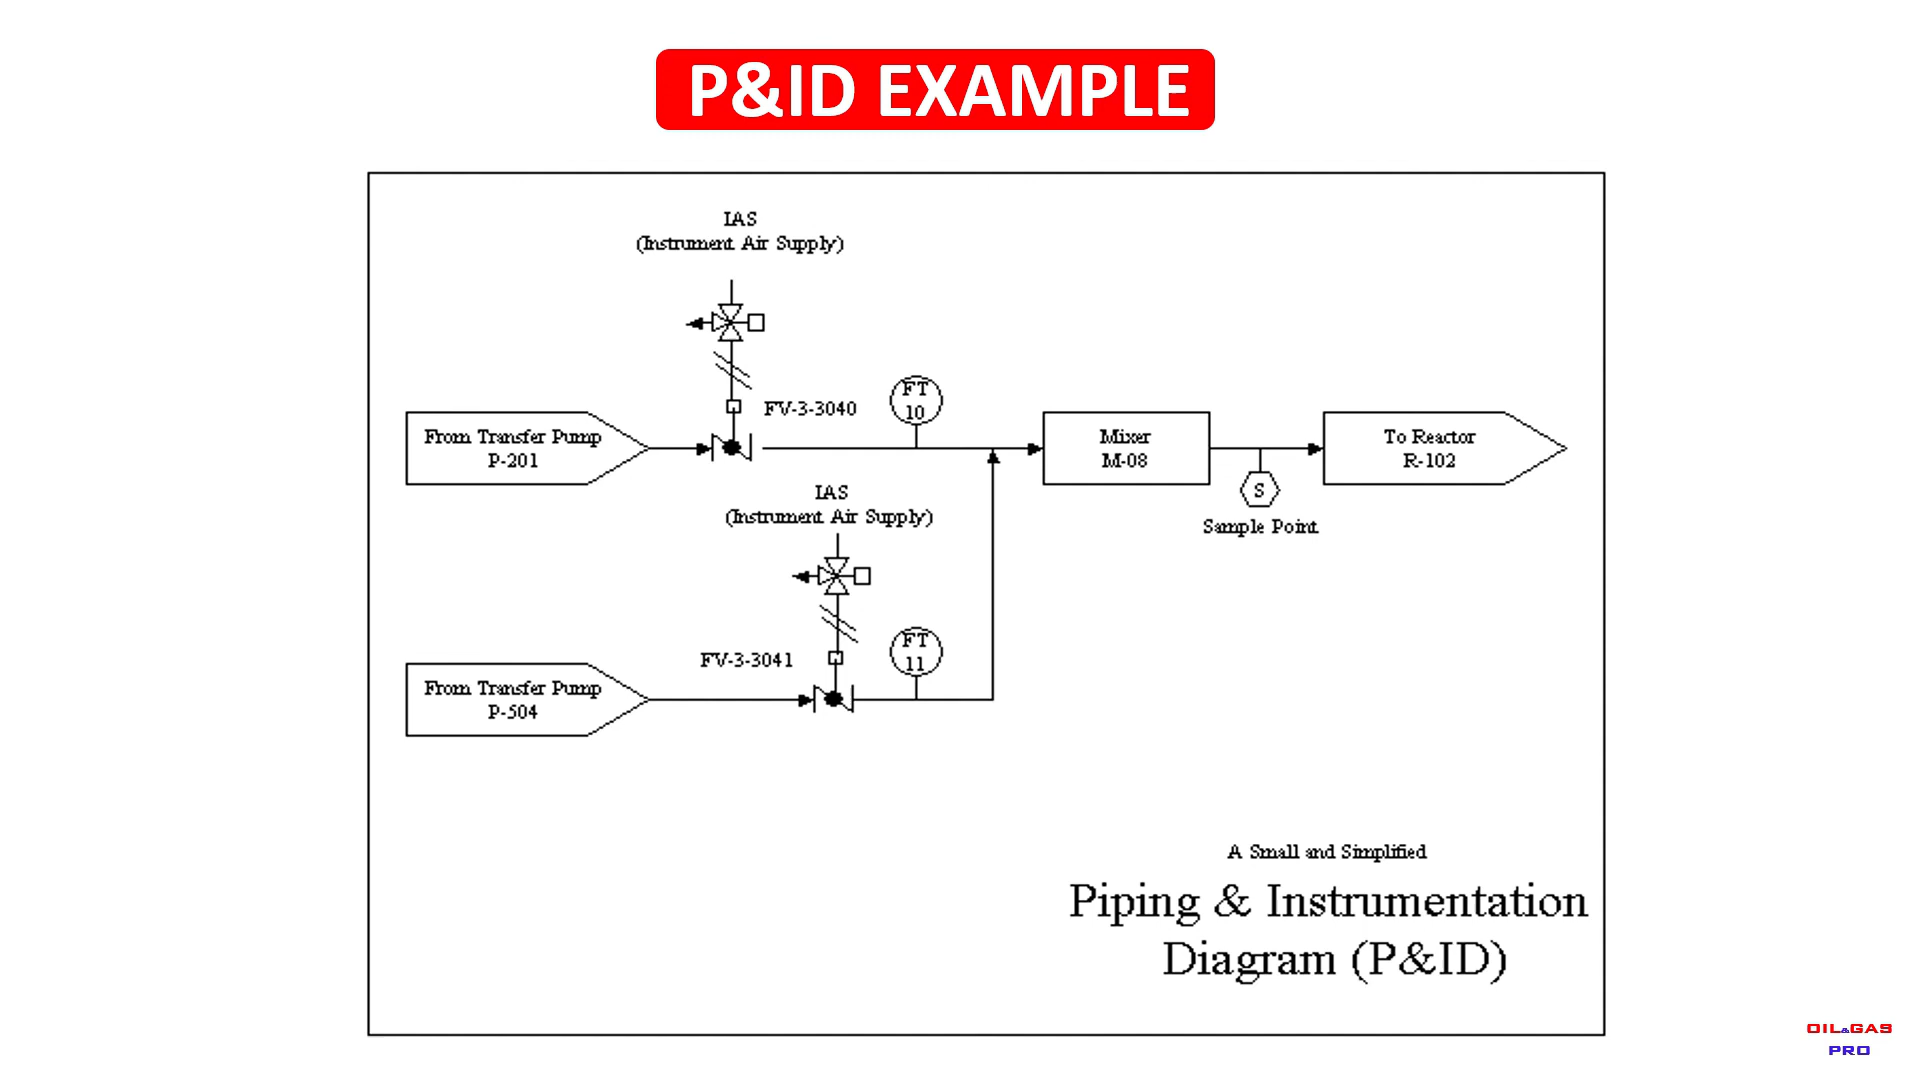 P&ID EXAMPLE
IAS
(Instrument Air Supply)
FV-3-3040
FT
10
From Transfer Pump
P-201
Mixer
M-08
To Reactor
R-102
S
Sample Point
IAS
(Instrument Air Supply)
FV-3-3041
FT
11
From Transfer Pump
P-504
A Small and Simplified
Piping & Instrumentation
Diagram (P&ID)
OIL&GAS
PRO